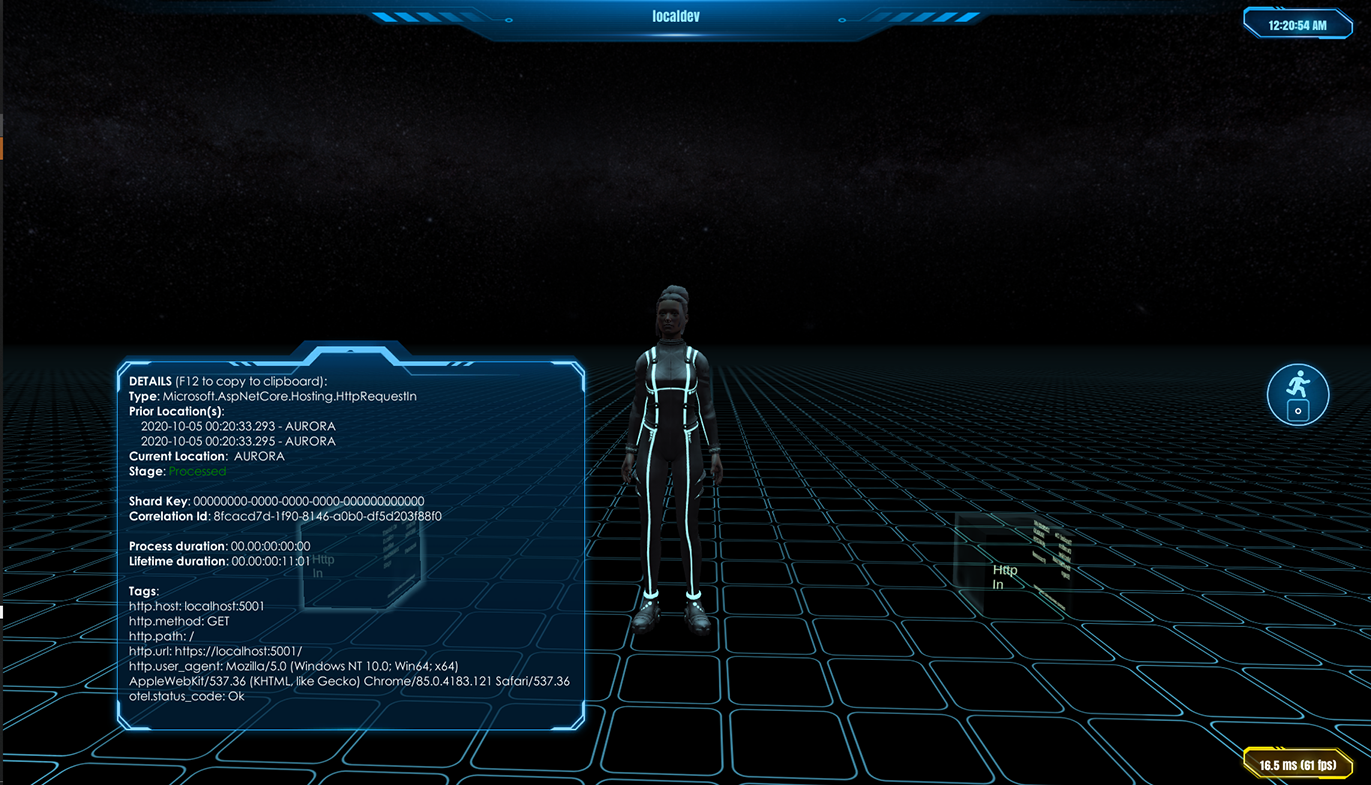 localdev
12:20:54 AM
DETAILS (F12 to copy to clipboard):
Type: Microsoft.AspNetCore.Hosting.HttpRequestIn
Prior Location(s):
2020-10-05 00:20:33.293 - AURORA
2020-10-05 00:20:33.295 - AURORA
Current Location: AURORA
Stage: Processed
Shard Key: 00000000-0000-0000-0000-000000000000
Correlation Id: 8fcacd7d-1f90-8146-a0b0-df5d203f88f0
Process duration: 00.00:00:00:00
Lifetime duration: 00.00:00:11:01
Tags:
http.host: localhost:5001
http.method: GET
http.path: /
http.url: https://localhost:5001/
http.user_agent: Mozilla/5.0 (Windows NT 10.0; Win64; x64)
AppleWebKit/537.36 (KHTML, like Gecko) Chrome/85.0.4183.121 Safari/537.36
otel.status_code: Ok
Http
In
Http
In
16.5 ms (61 fps)